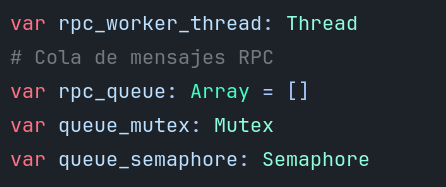 var rpc_worker_thread: Thread
# Cola de mensajes RPC
var rpc_queue: Array = []
var queue_mutex: Mutex
var queue_semaphore: Semaphore